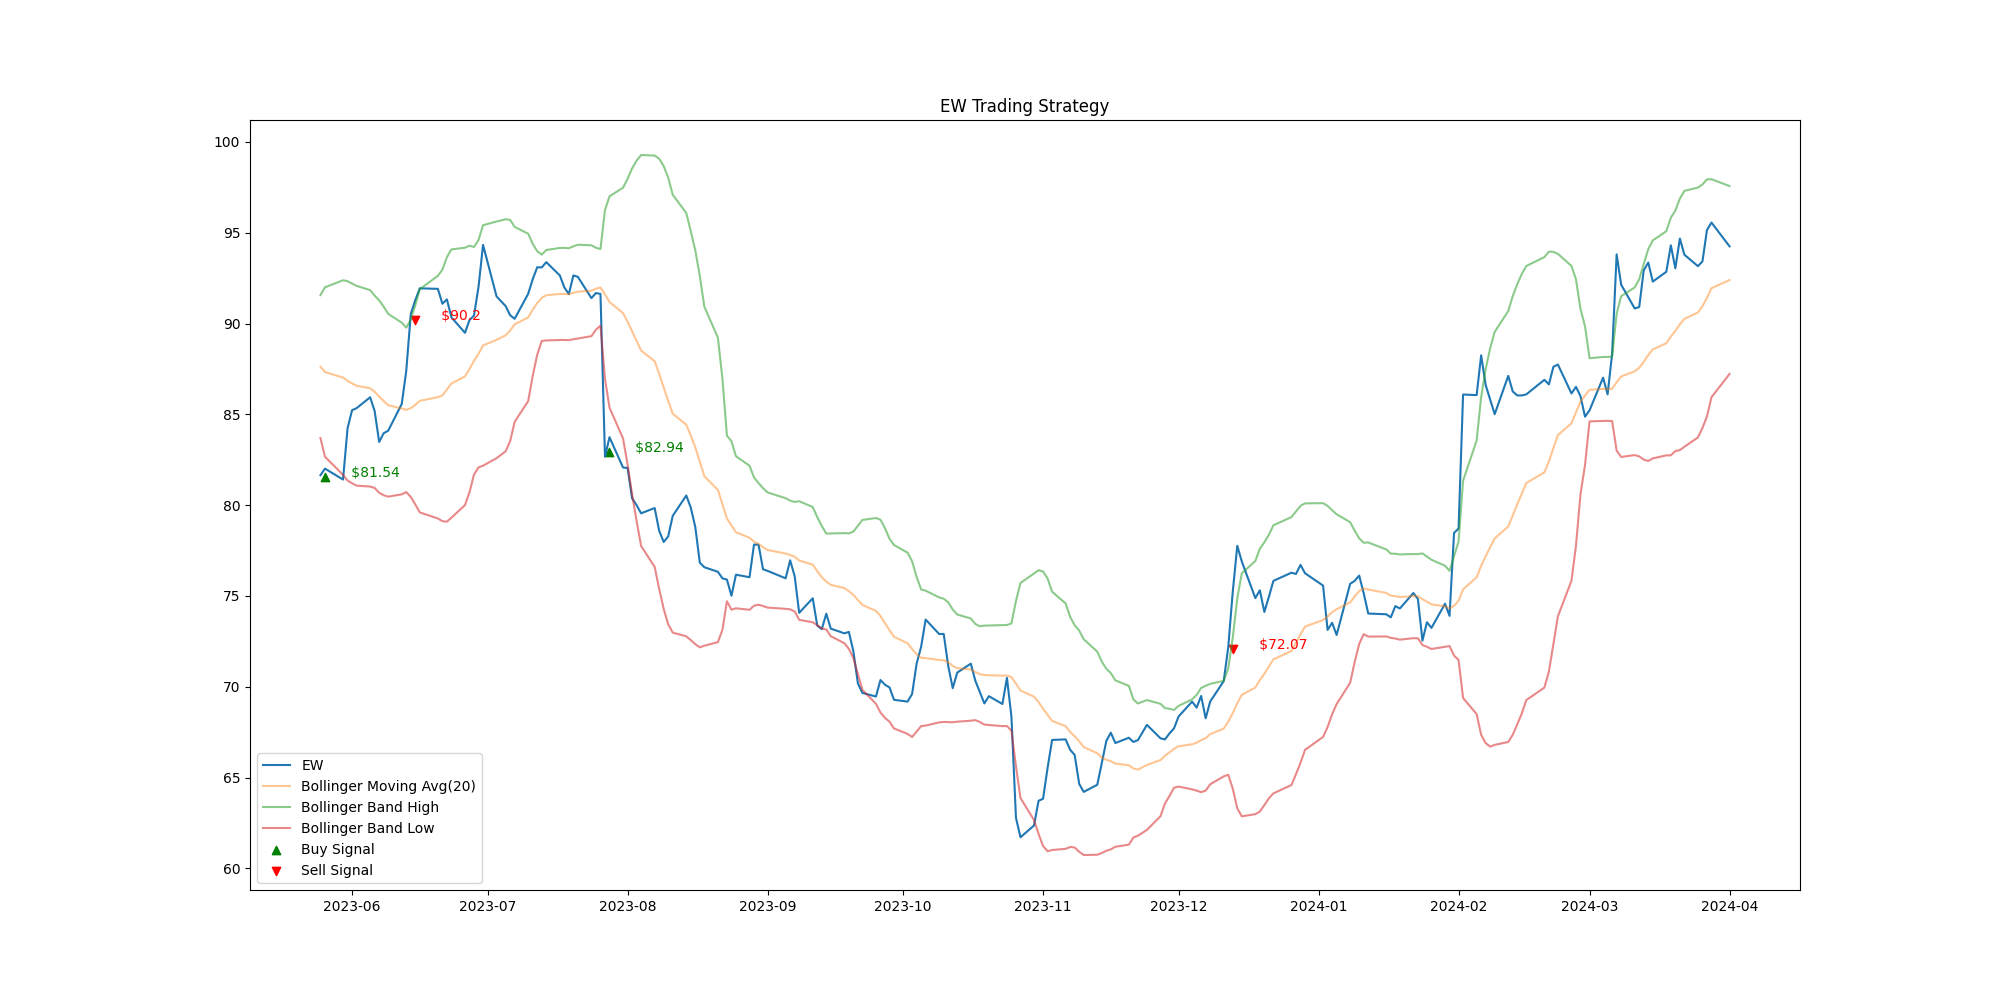 EW Trading Strategy
100
95
90
85
80
75
70
65
60
$90.2
$82.94
$81.54
$72.07
EW
Bollinger Moving Avg(20)
Bollinger Band High
Bollinger Band Low
Buy Signal
Sell Signal
2023-06 2023-07 2023-08 2023-09 2023-10 2023-11 2023-12 2024-01 2024-02 2024-03 2024-04